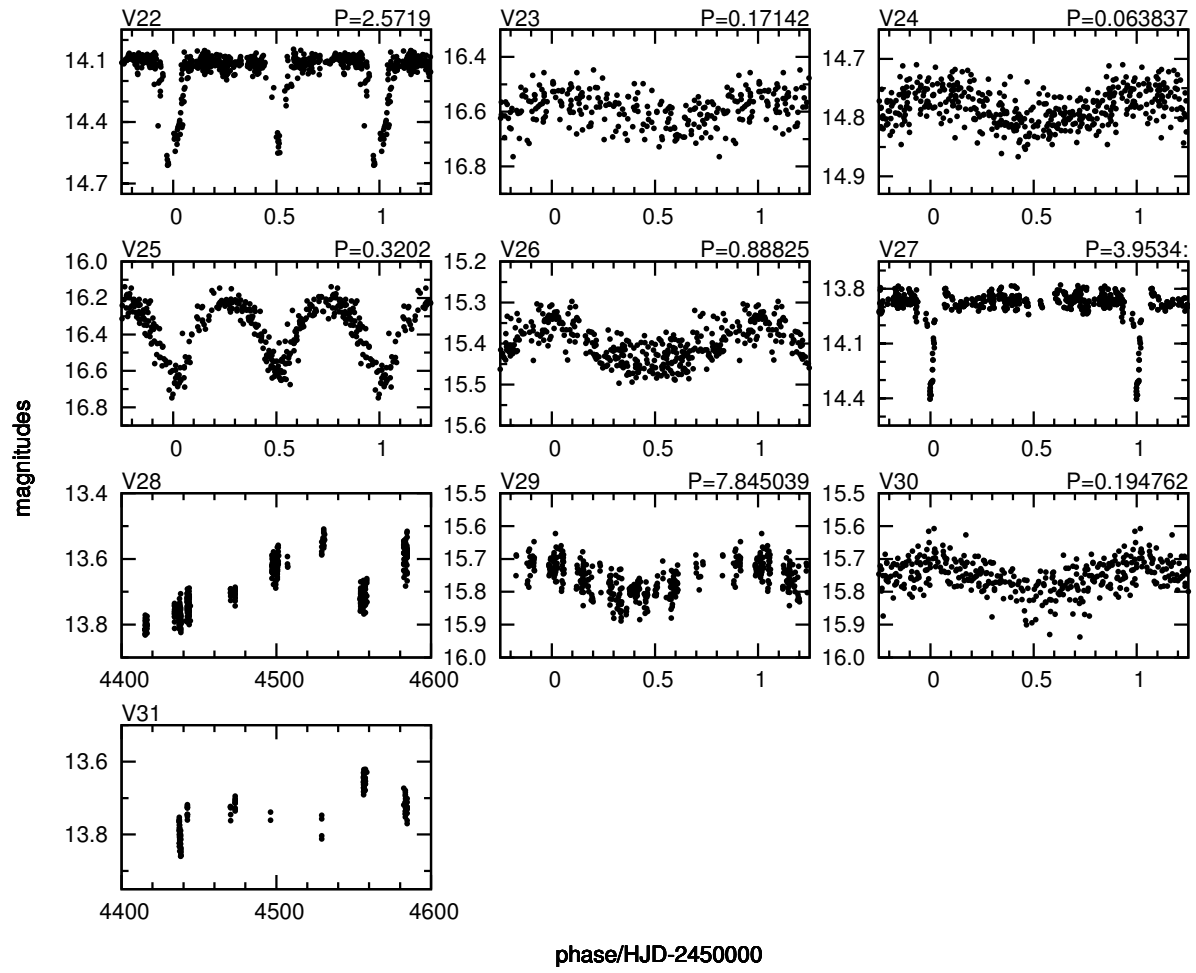 V22 P=2.5719
14.1
14.4
14.7
0 0.5 1
V23 P=0.17142
16.4
16.6
16.8
0 0.5 1
V24 P=0.063837
14.7
14.8
14.9
0 0.5 1
V25 P=0.3202
16.0
16.2
16.4
16.6
16.8
0 0.5 1
V26 P=0.88825
15.2
15.3
15.4
15.5
15.6
0 0.5 1
V27 P=3.9534:
13.8
14.1
14.4
0 0.5 1
V28
13.4
13.6
13.8
4400 4500 4600
V29 P=7.845039
15.5
15.6
15.7
15.8
15.9
16.0
0 0.5 1
V30 P=0.194762
15.5
15.6
15.7
15.8
15.9
16.0
0 0.5 1
V31
13.6
13.8
4400 4500 4600
magnitudes
phase/HJD-2450000